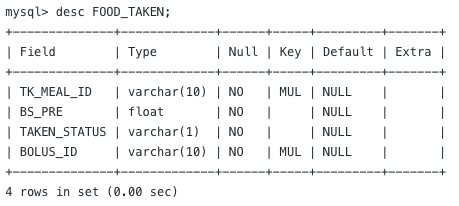 mysql> desc FOOD_TAKEN;
+--------------+-------------+------+-----+---------+-------+
| Field        | Type        | Null | Key | Default | Extra |
+--------------+-------------+------+-----+---------+-------+
| TK_MEAL_ID   | varchar(10) | NO   | MUL | NULL    |       |
| BS_PRE       | float       | NO   |     | NULL    |       |
| TAKEN_STATUS | varchar(1)  | NO   |     | NULL    |       |
| BOLUS_ID     | varchar(10) | NO   | MUL | NULL    |       |
+--------------+-------------+------+-----+---------+-------+
4 rows in set (0.00 sec)